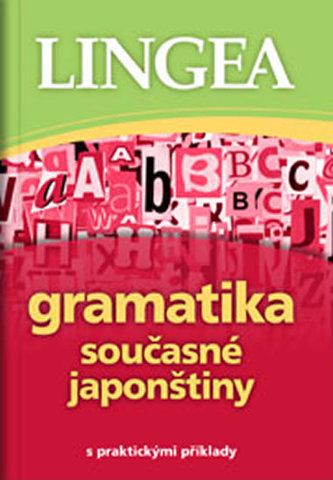 LINGEA
gramatika
současné
japonštiny
s praktickými příklady